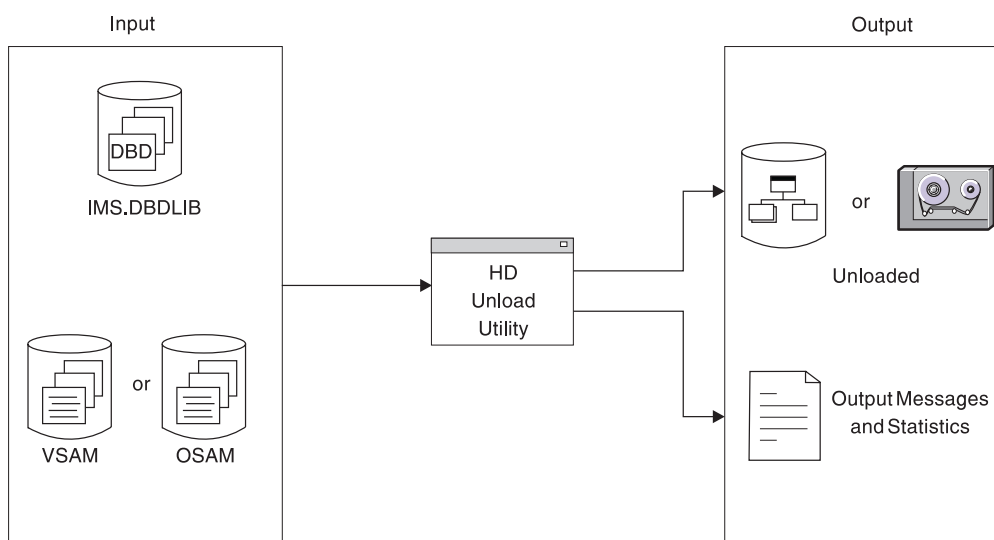 Input
Output
DBD
IMS.DBDLIB
or
VSAM
OSAM
HD
Unload
Utility
or
Unloaded
Output Messages
and Statistics